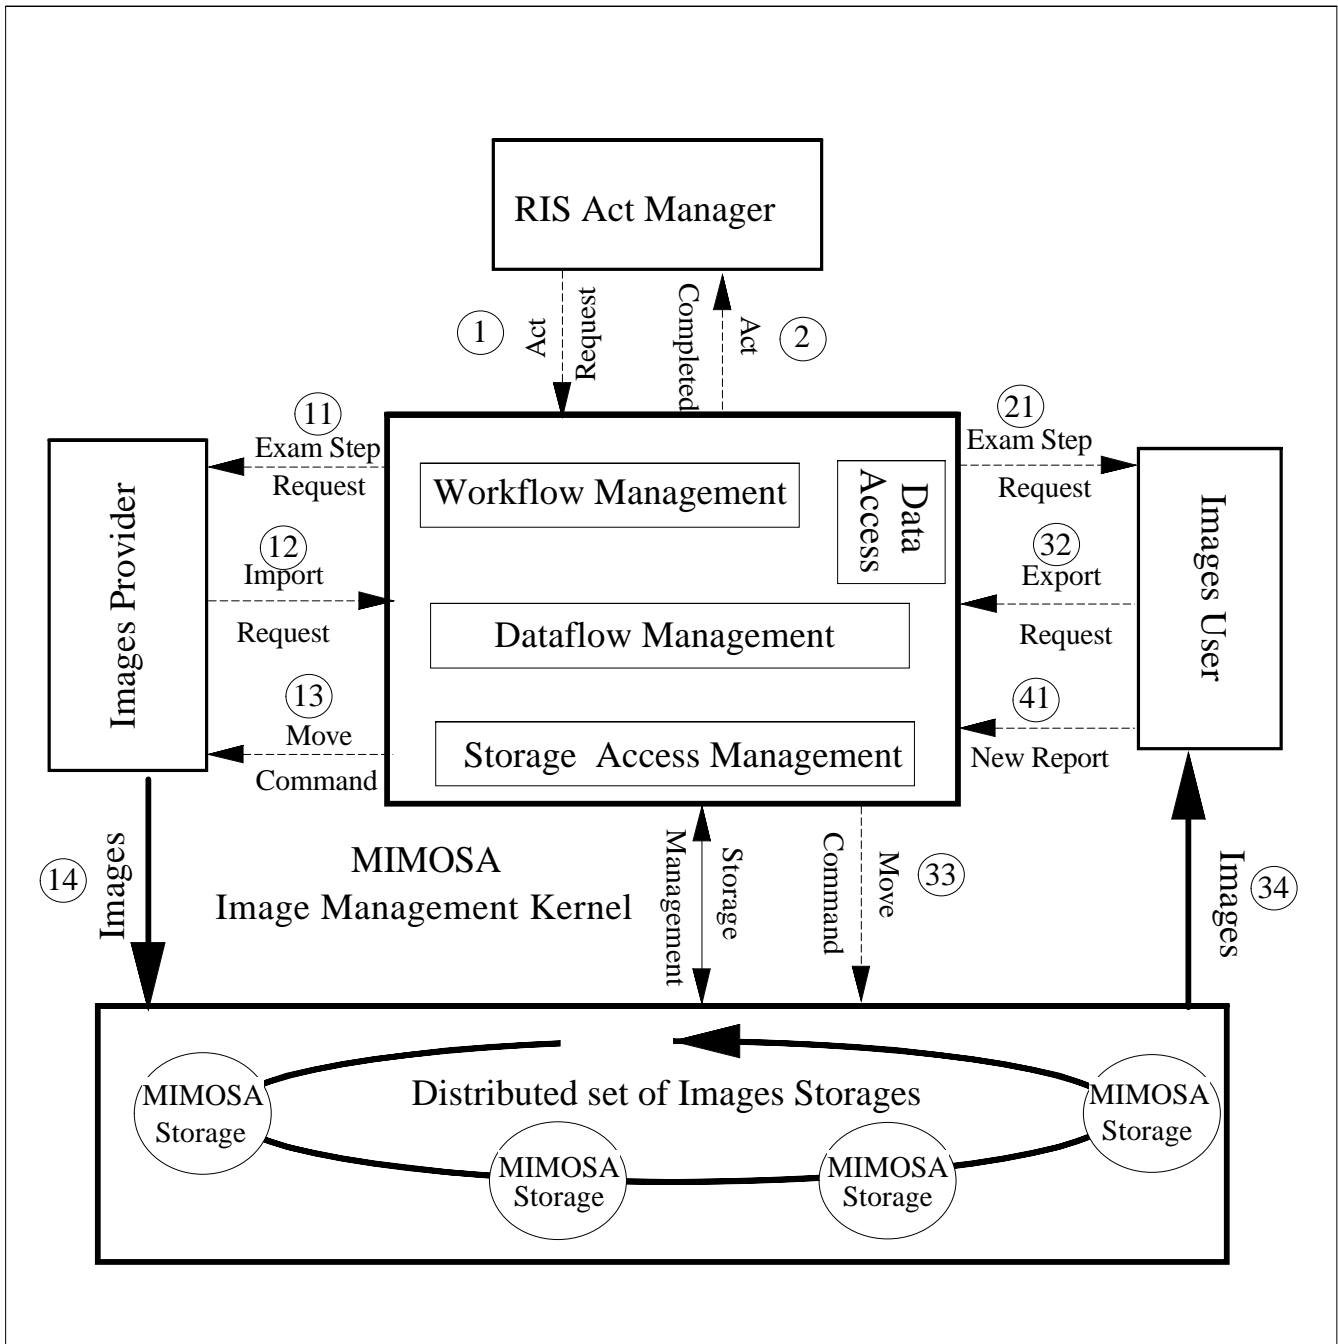 RIS Act Manager
1
Act
Request
Completed
Act
2
11
Exam Step
Request
21
Exam Step
Request
Images Provider
Workflow Management
Data
Access
Images User
12
Import
Request
32
Export
Request
Dataflow Management
13
Move
Command
41
New Report
Storage Access Management
14
Images
MIMOSA
Image Management Kernel
Storage
Management
Move
Command
33
Images
34
Distributed set of Images Storages
MIMOSA
Storage
MIMOSA
Storage
MIMOSA
Storage
MIMOSA
Storage